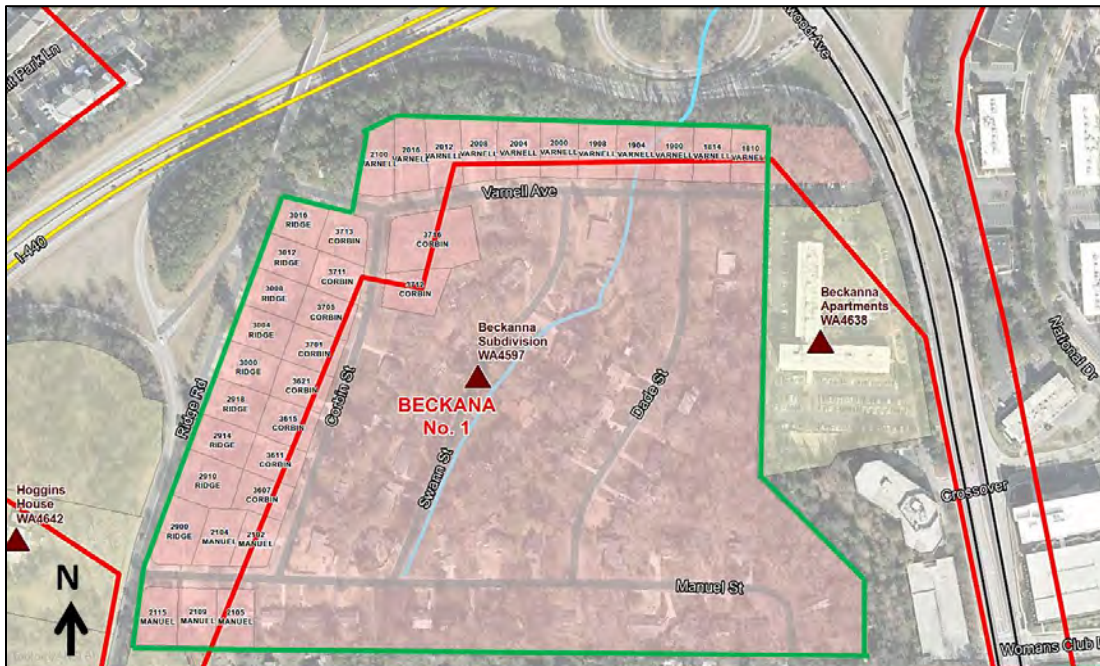 nt Park Ln
wood Ave
I-440
2100
VARNELL
2016
VARNELL
2012
VARNELL
2008
VARNELL
2004
VARNELL
2000
VARNELL
1908
VARNELL
1904
VARNELL
1900
VARNELL
1814
VARNELL
1810
VARNELL
Varnell Ave
3016
RIDGE
3713
CORBIN
3716
CORBIN
3012
RIDGE
3711
CORBIN
3712
CORBIN
3008
RIDGE
3705
CORBIN
3004
RIDGE
3701
CORBIN
3000
RIDGE
3621
CORBIN
2918
RIDGE
3615
CORBIN
2914
RIDGE
3611
CORBIN
2910
RIDGE
3607
CORBIN
2900
RIDGE
2104
MANUEL
2102
MANUEL
2115
MANUEL
2109
MANUEL
2105
MANUEL
Ridge Rd
Corbin St
Beckanna
Subdivision
WA4597
BECKANA
No. 1
Swann St
Dade St
Manuel St
Beckanna
Apartments
WA4638
National Dr
Crossover
Womans Club
Hoggins
House
WA4642
N